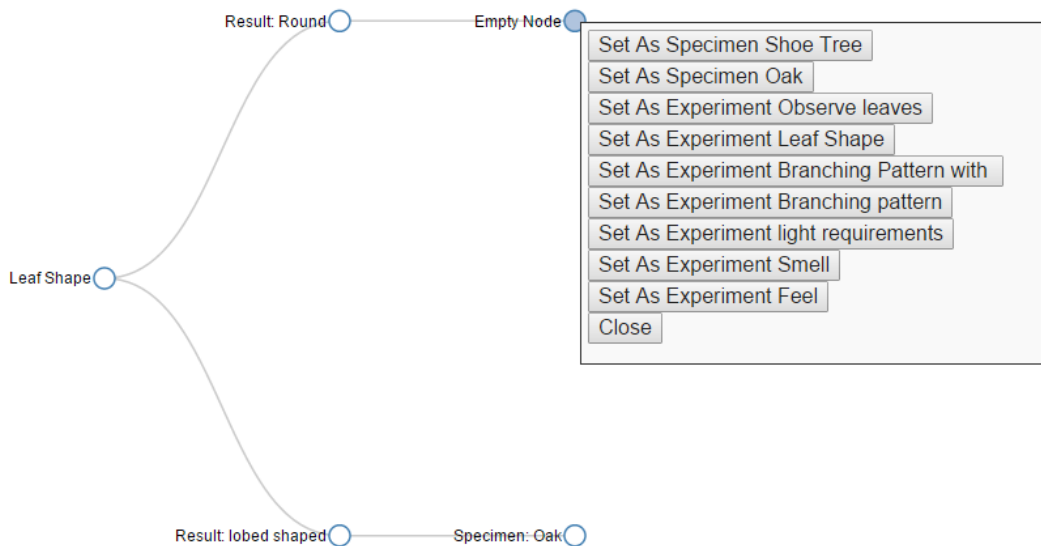 Result: Round
Empty Node
Set As Specimen Shoe Tree
Set As Specimen Oak
Set As Experiment Observe leaves
Set As Experiment Leaf Shape
Set As Experiment Branching Pattern with
Set As Experiment Branching pattern
Set As Experiment light requirements
Set As Experiment Smell
Set As Experiment Feel
Close
Leaf Shape
Result: lobed shaped
Specimen: Oak